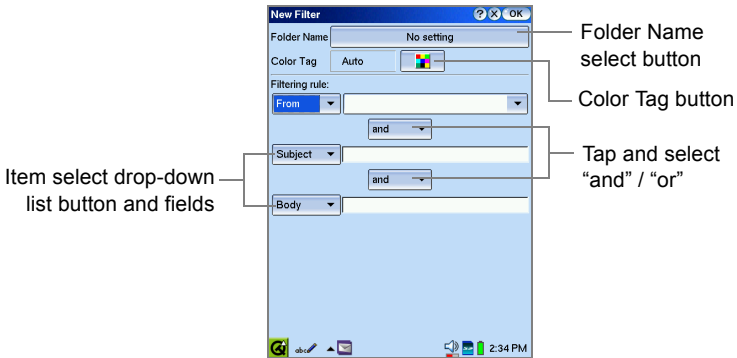 New Filter ? X OK
Folder Name No setting
Color Tag Auto
Filtering rule:
From
and
Subject
and
Body
abc
2:34 PM
Folder Name
select button
Color Tag button
Tap and select
“and” / “or”
Item select drop-down
list button and fields